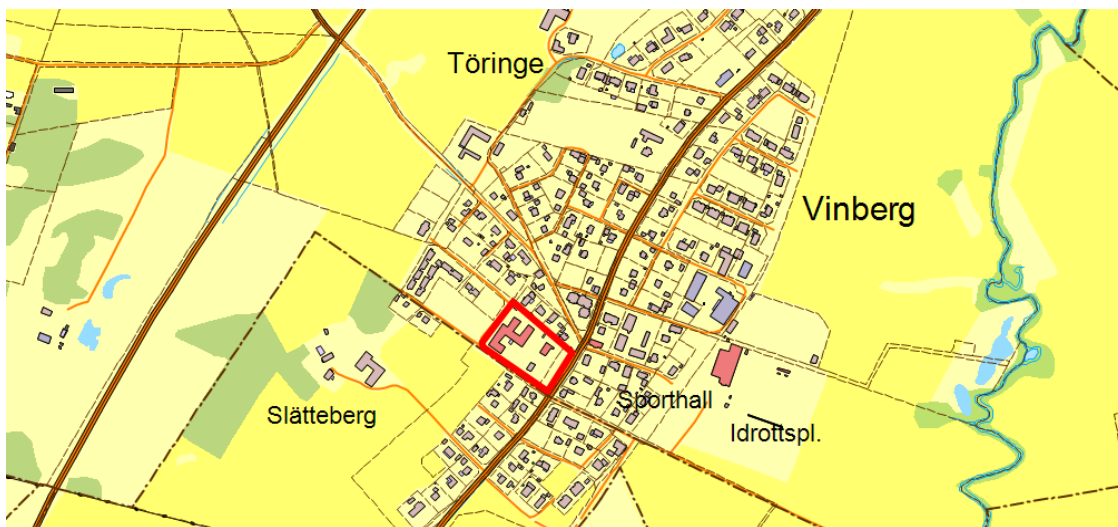 Töringe
Vinberg
Slätteberg
Sporthall
Idrottspl.